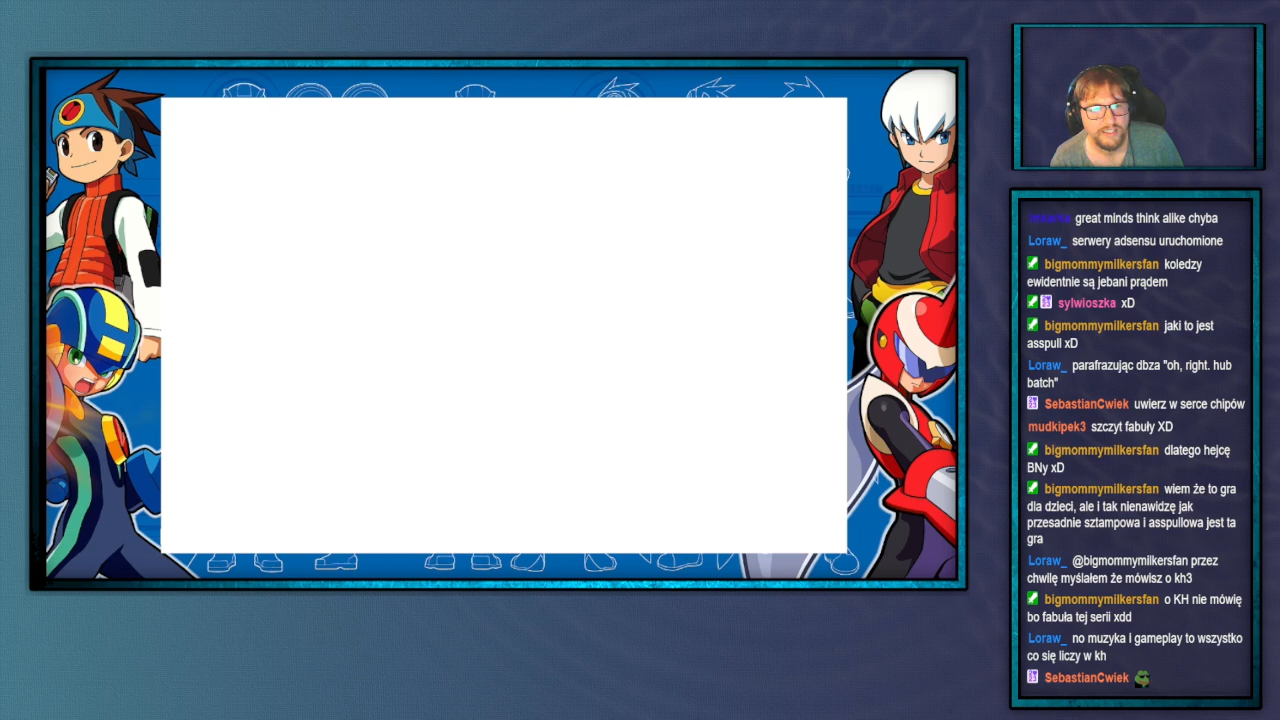 great minds think alike chyba
Loraw_ serwery adsensu uruchomione
bigmommymilkersfan koledzy
ewidentnie są jebani prądem
sylwioszka xD
bigmommymilkersfan jaki to jest
asspull xD
Loraw_ parafrazując dbza "oh, right. hub
batch"
SebastianCwiek uwierz w serce chipów
mudkipek3 szczyt fabuły XD
bigmommymilkersfan dlatego hejcę
BNy xD
bigmommymilkersfan wiem że to gra
dla dzieci, ale i tak nienawidzę jak
przesadnie sztampowa i asspullowa jest ta
gra
Loraw_ @bigmommymilkersfan przez
chwilę myślałem że mówisz o kh3
bigmommymilkersfan o KH nie mówię
bo fabuła tej serii xdd
Loraw_ no muzyka i gameplay to wszystko
co się liczy w kh
SebastianCwiek